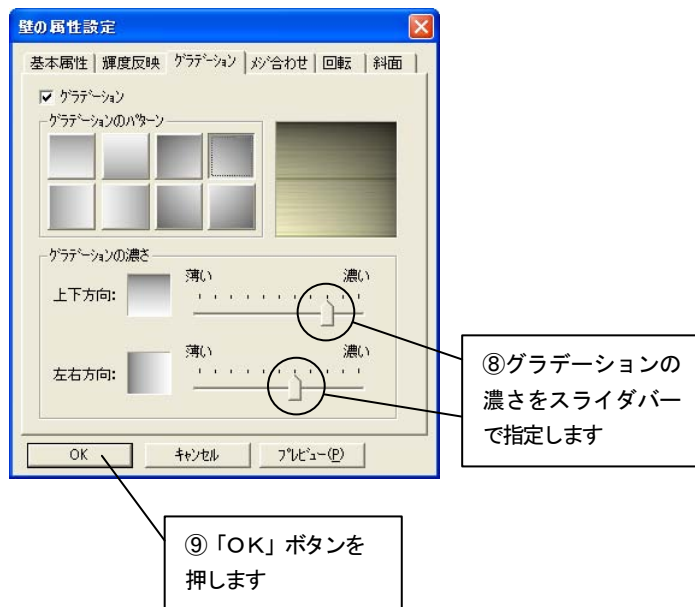 壁の属性設定
基本属性 輝度反映 ｸﾞﾗﾃﾞｰｼｮﾝ ﾒｼﾞ合わせ 回転 斜面
ｸﾞﾗﾃﾞｰｼｮﾝ
ｸﾞﾗﾃﾞｰｼｮﾝのﾊﾟﾀｰﾝ
ｸﾞﾗﾃﾞｰｼｮﾝの濃さ
薄い 濃い
上下方向:
薄い 濃い
左右方向:
⑧グラデーションの
濃さをスライダバー
で指定します
OK ｷｬﾝｾﾙ ﾌﾟﾚﾋﾞｭｰ(P)
⑨「ＯＫ」ボタンを
押します